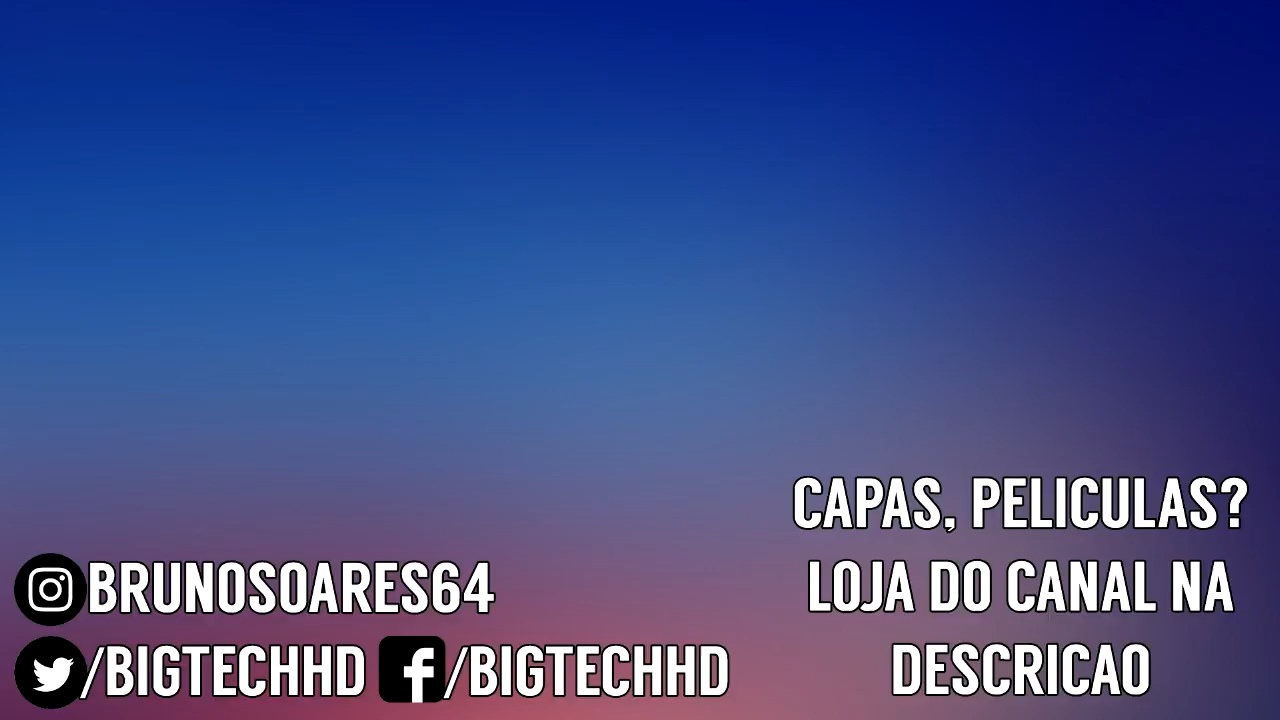 CAPAS, PELICULAS?
LOJA DO CANAL NA
DESCRICAO
BRUNOSOARES64
/BIGTECHHD /BIGTECHHD